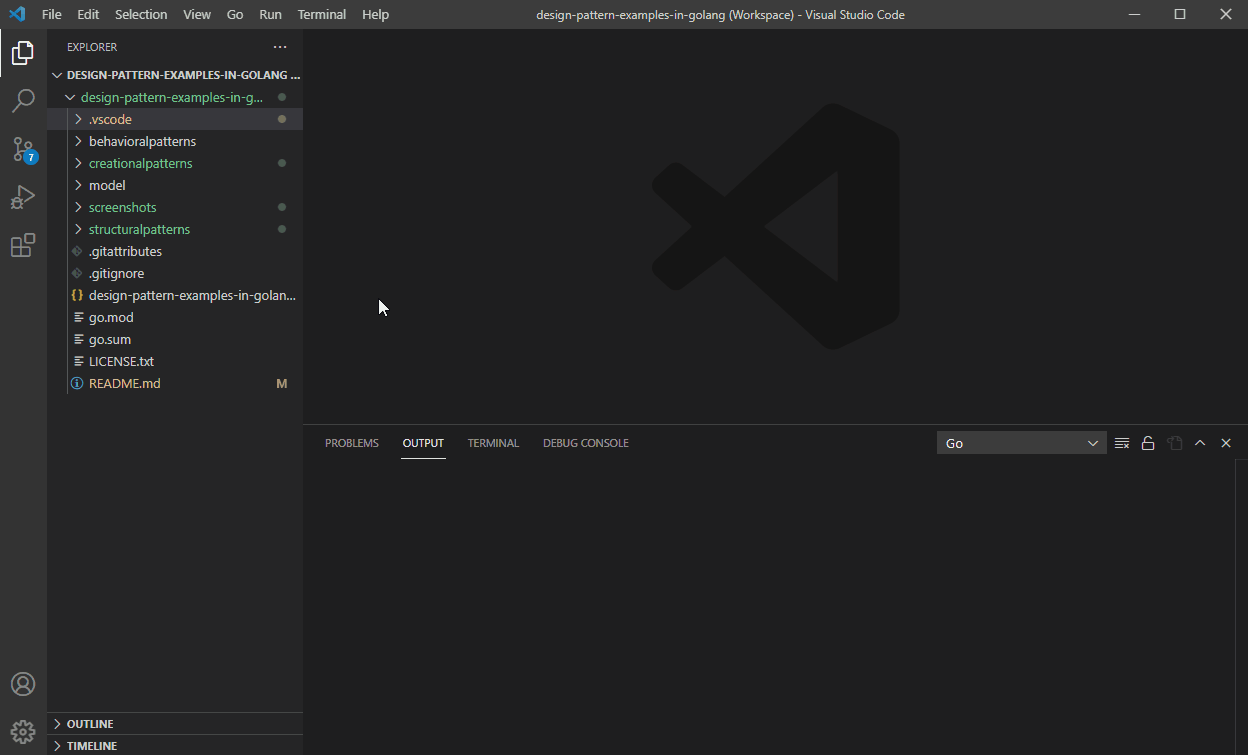 File Edit Selection View Go Run Terminal Help
design-pattern-examples-in-golang (Workspace) - Visual Studio Code
EXPLORER
DESIGN-PATTERN-EXAMPLES-IN-GOLANG ...
design-pattern-examples-in-g...
.vscode
behavioralpatterns
creationalpatterns
model
screenshots
structuralpatterns
.gitattributes
.gitignore
{} design-pattern-examples-in-golan...
go.mod
go.sum
LICENSE.txt
README.md M
7
OUTLINE
TIMELINE
PROBLEMS OUTPUT TERMINAL DEBUG CONSOLE
Go